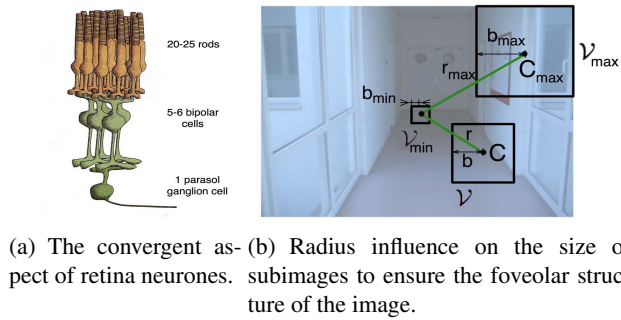 20-25 rods
5-6 bipolar
cells
1 parasol
ganglion cell
b_max
𝒱_max
r_max
C_max
b_min
𝒱_min
r
b
C
𝒱
(a) The convergent as-
pect of retina neurones.
(b) Radius influence on the size o
subimages to ensure the foveolar struc
ture of the image.